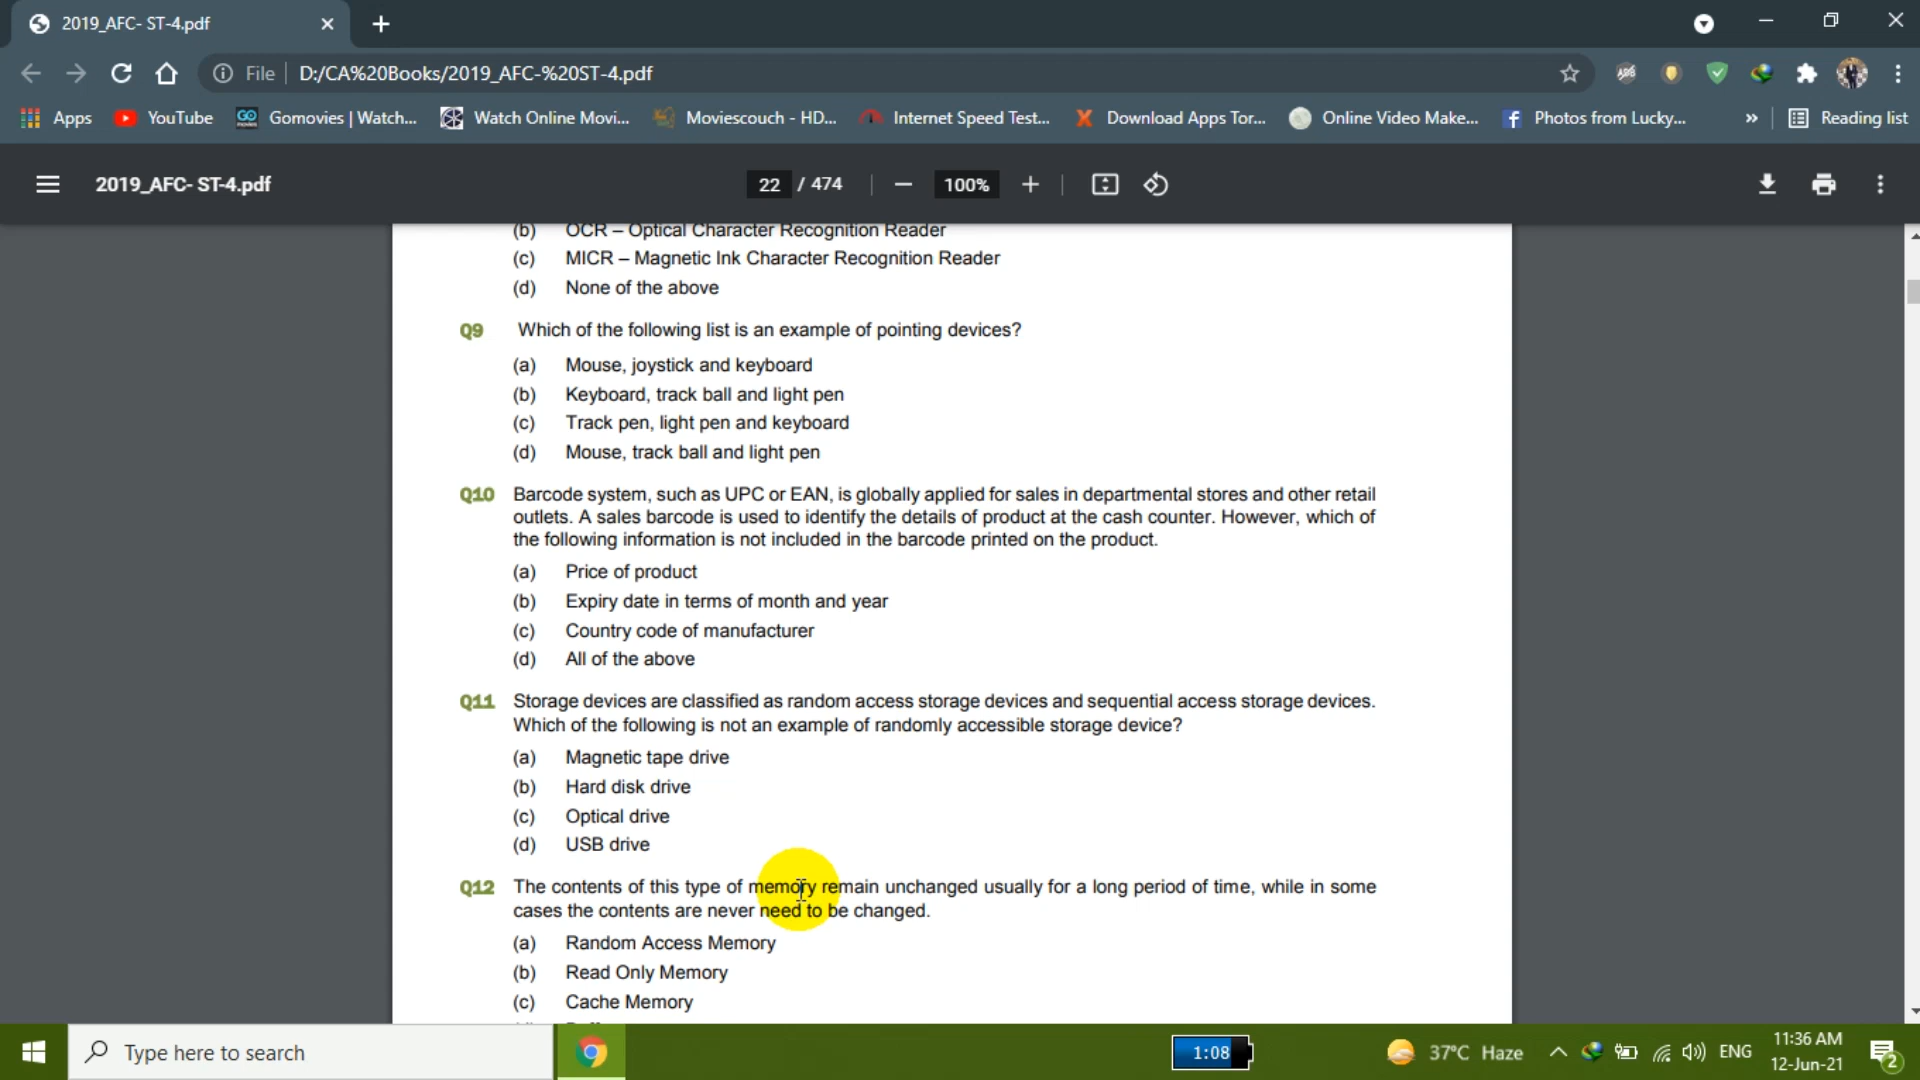 2019_AFC- ST-4.pdf
File
D:/CA%20Books/2019_AFC-%20ST-4.pdf
Apps
YouTube
Gomovies | Watch...
Watch Online Movi...
Moviescouch - HD...
Internet Speed Test...
Download Apps Tor...
Online Video Make...
Photos from Lucky...
»
Reading list
2019_AFC- ST-4.pdf
22 / 474
100%
(b) OCR – Optical Character Recognition Reader
(c) MICR – Magnetic Ink Character Recognition Reader
(d) None of the above
Q9 Which of the following list is an example of pointing devices?
(a) Mouse, joystick and keyboard
(b) Keyboard, track ball and light pen
(c) Track pen, light pen and keyboard
(d) Mouse, track ball and light pen
Q10 Barcode system, such as UPC or EAN, is globally applied for sales in departmental stores and other retail
outlets. A sales barcode is used to identify the details of product at the cash counter. However, which of
the following information is not included in the barcode printed on the product.
(a) Price of product
(b) Expiry date in terms of month and year
(c) Country code of manufacturer
(d) All of the above
Q11 Storage devices are classified as random access storage devices and sequential access storage devices.
Which of the following is not an example of randomly accessible storage device?
(a) Magnetic tape drive
(b) Hard disk drive
(c) Optical drive
(d) USB drive
Q12 The contents of this type of memory remain unchanged usually for a long period of time, while in some
cases the contents are never need to be changed.
(a) Random Access Memory
(b) Read Only Memory
(c) Cache Memory
Type here to search
1:08
37°C Haze
ENG
11:36 AM
12-Jun-21
2